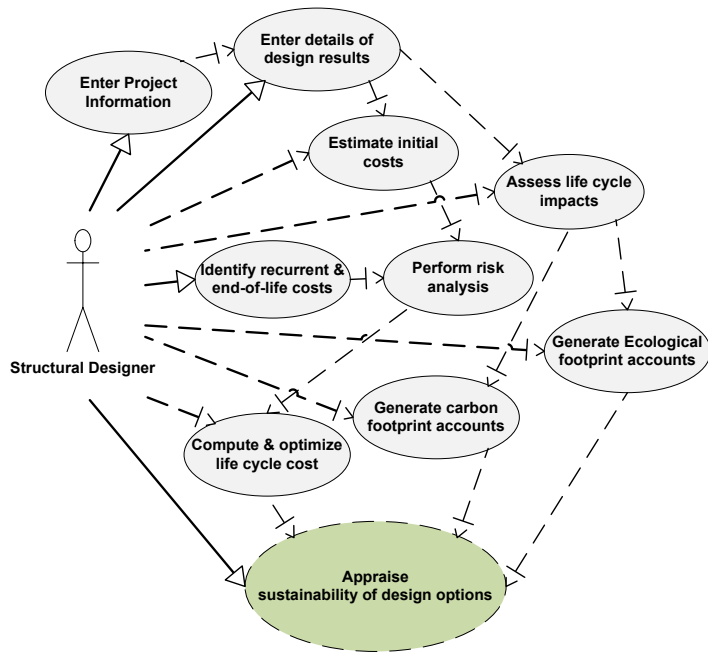 Enter details of
design results
Enter Project
Information
Estimate initial
costs
Assess life cycle
impacts
Identify recurrent &
end-of-life costs
Perform risk
analysis
Structural Designer
Generate Ecological
footprint accounts
Generate carbon
footprint accounts
Compute & optimize
life cycle cost
Appraise
sustainability of design options